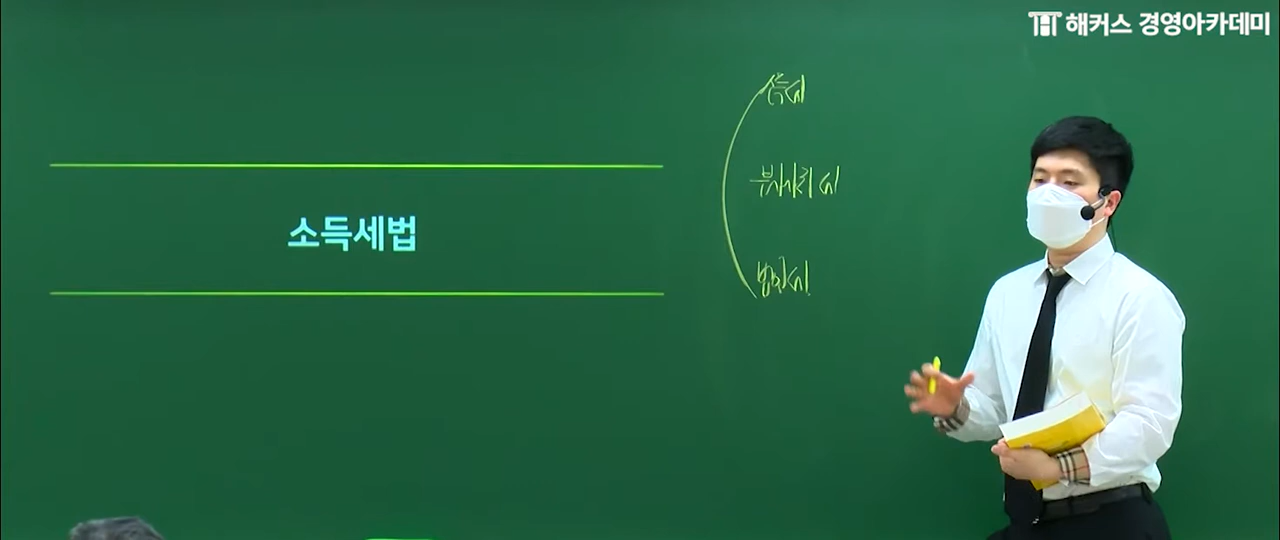 해커스 경영아카데미
소득세법
소득세
부가가치세
법인세